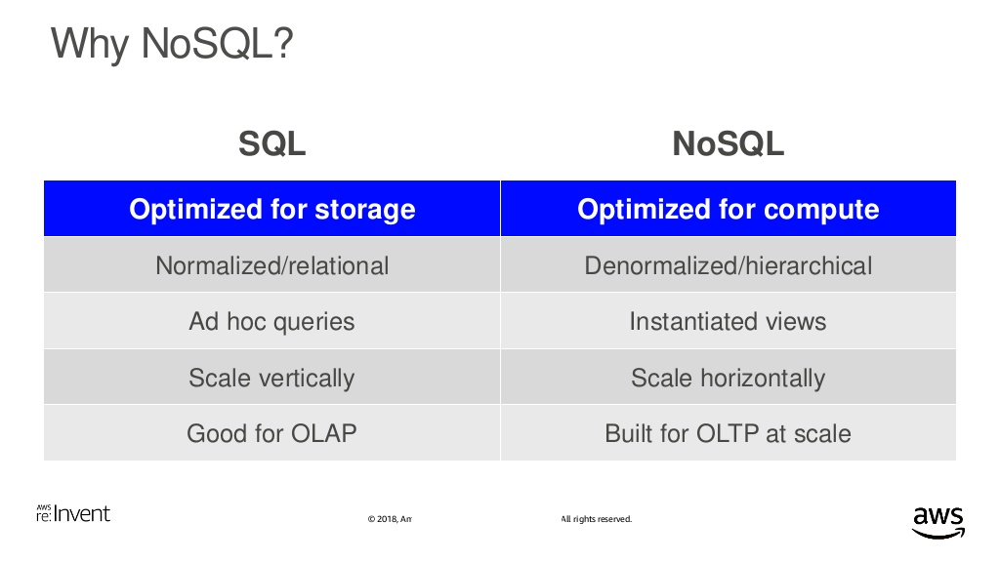 Why NoSQL?
SQL
NoSQL
Optimized for storage
Optimized for compute
Normalized/relational
Denormalized/hierarchical
Ad hoc queries
Instantiated views
Scale vertically
Scale horizontally
Good for OLAP
Built for OLTP at scale
AWS
re:Invent
© 2018, All rights reserved.
aws